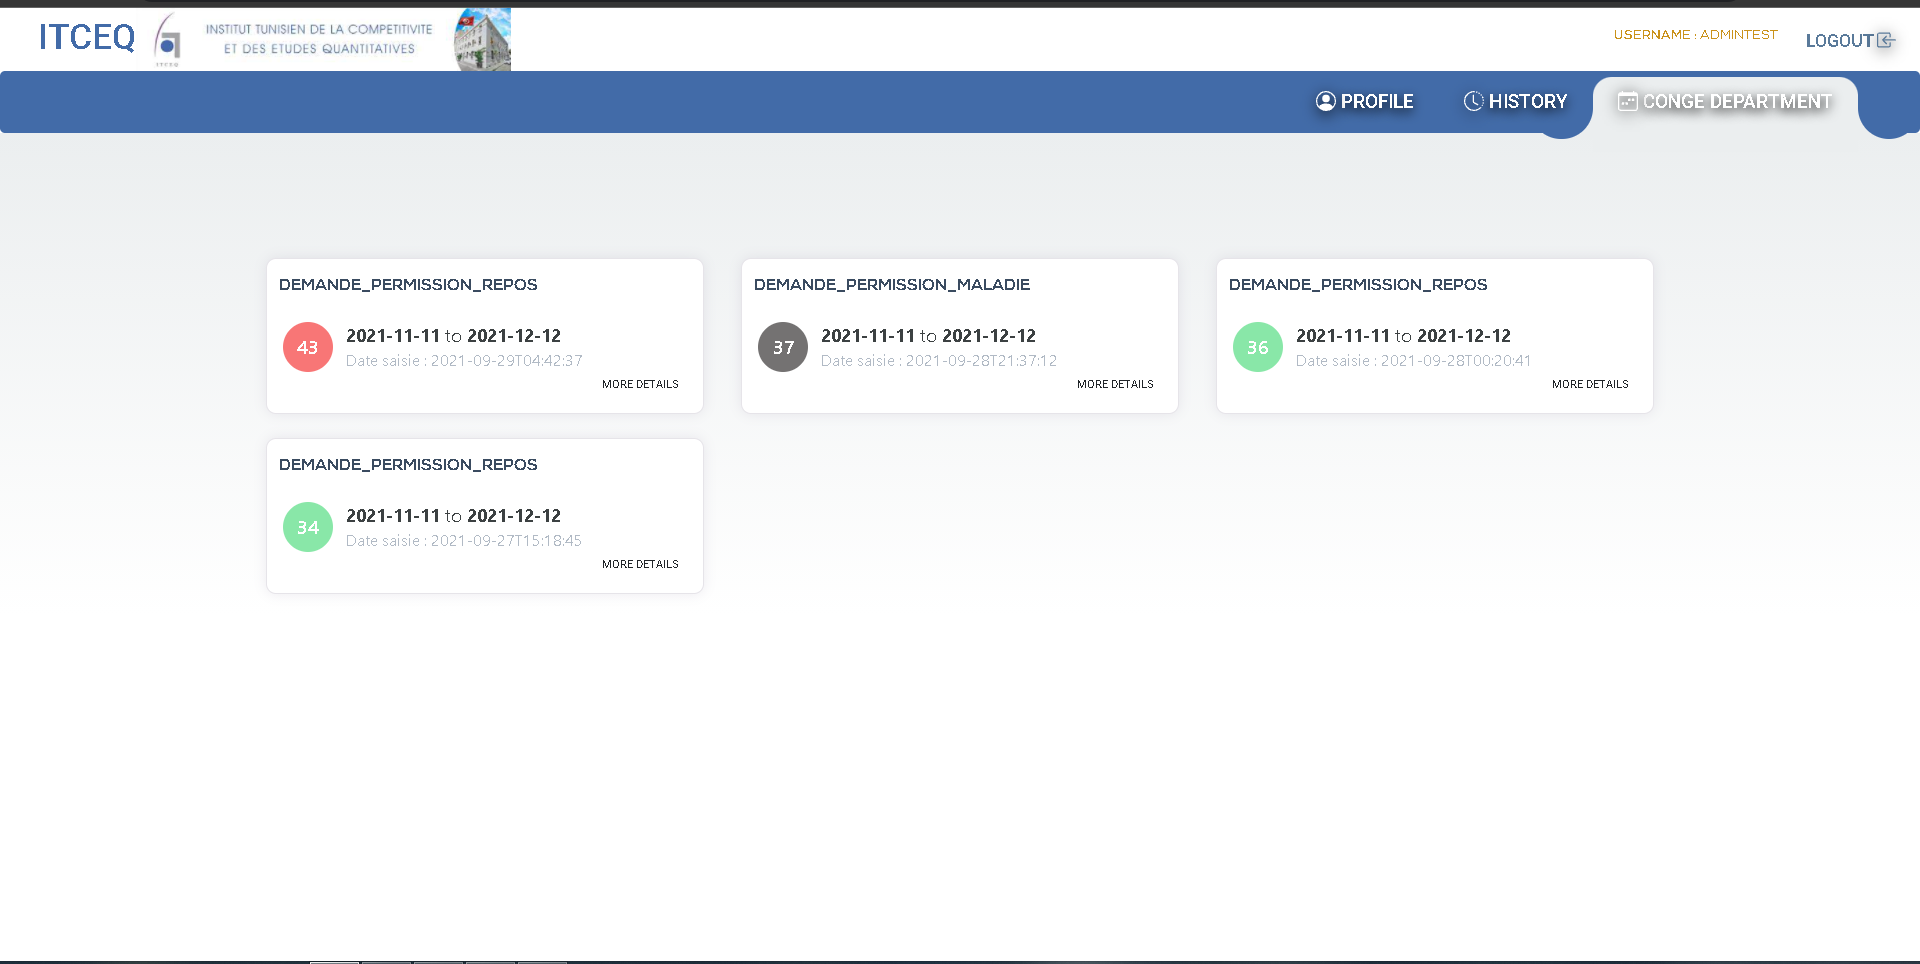 ITCEQ
INSTITUT TUNISIEN DE LA COMPETITIVITE
ET DES ETUDES QUANTITATIVES
ITCEQ
USERNAME : ADMINTEST
LOGOUT
PROFILE
HISTORY
CONGE DEPARTMENT
DEMANDE_PERMISSION_REPOS
43
2021-11-11 to 2021-12-12
Date saisie : 2021-09-29T04:42:37
MORE DETAILS
DEMANDE_PERMISSION_MALADIE
37
2021-11-11 to 2021-12-12
Date saisie : 2021-09-28T21:37:12
MORE DETAILS
DEMANDE_PERMISSION_REPOS
36
2021-11-11 to 2021-12-12
Date saisie : 2021-09-28T00:20:41
MORE DETAILS
DEMANDE_PERMISSION_REPOS
34
2021-11-11 to 2021-12-12
Date saisie : 2021-09-27T15:18:45
MORE DETAILS